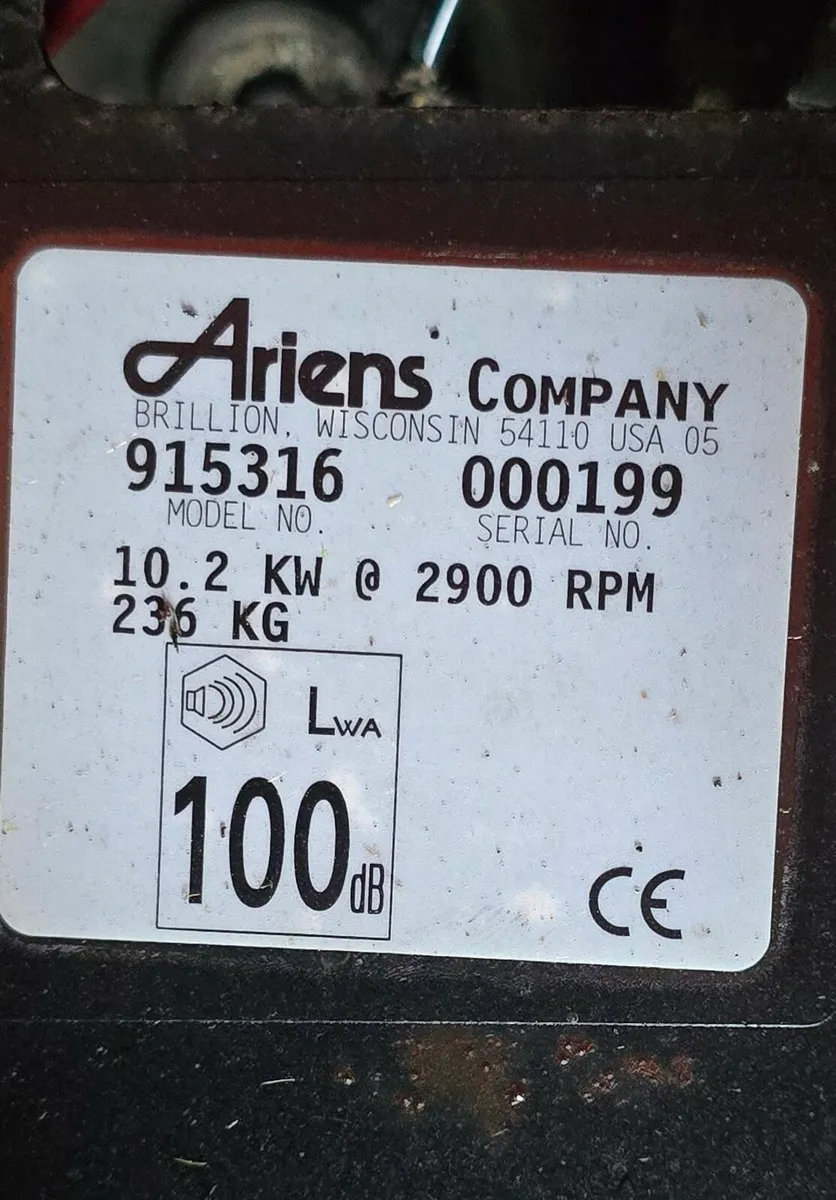 Ariens COMPANY
BRILLION, WISCONSIN 54110 USA 05
915316 000199
MODEL NO. SERIAL NO.
10.2 KW @ 2900 RPM
236 KG
LWA
100dB
CE